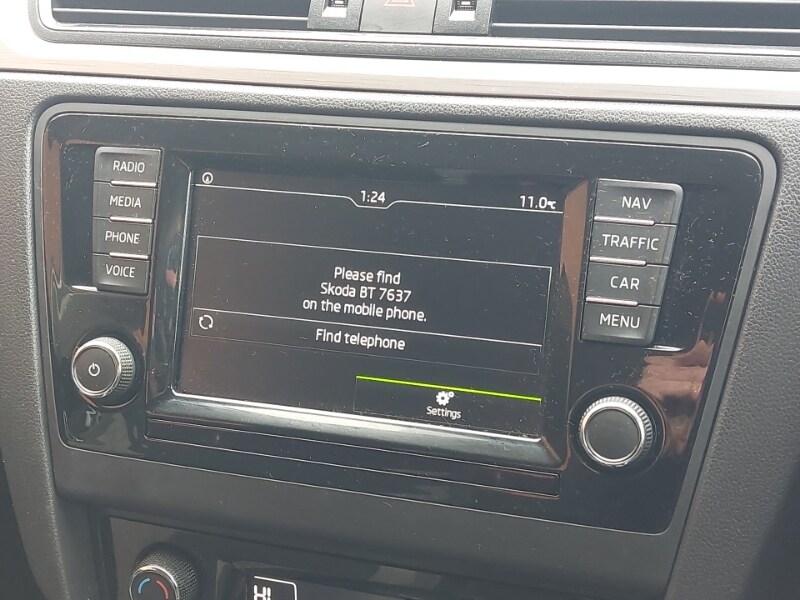 RADIO
MEDIA
PHONE
VOICE
1:24
11.0℃
Please find
Skoda BT 7637
on the mobile phone.
Find telephone
Settings
NAV
TRAFFIC
CAR
MENU
HI